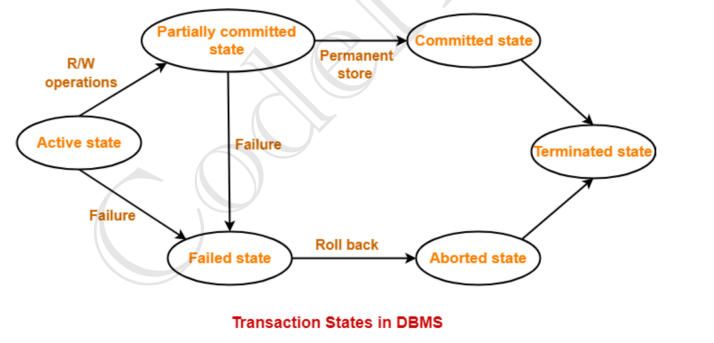 Partially committed
state
Committed state
R/W
operations
Permanent
store
Active state
Failure
Terminated state
Failure
Roll back
Failed state
Aborted state
Transaction States in DBMS